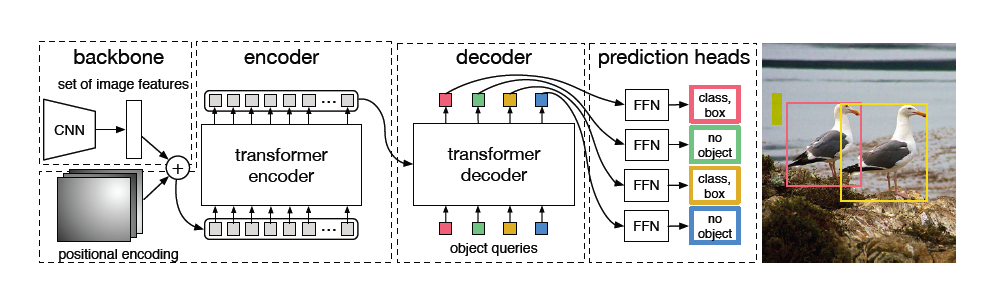 backbone
set of image features
CNN
+
positional encoding
encoder
...
transformer
encoder
...
decoder
transformer
decoder
object queries
prediction heads
FFN
class,
box
FFN
no
object
FFN
class,
box
FFN
no
object